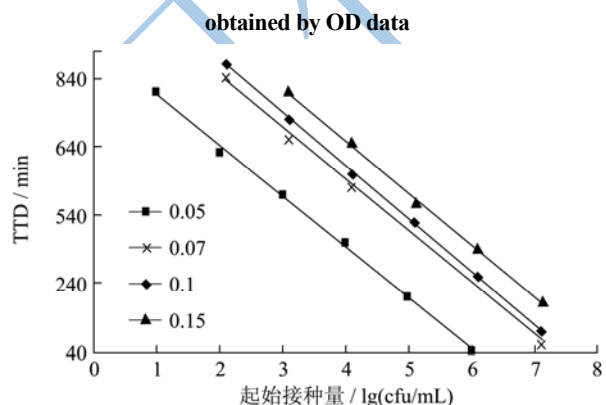 obtained by OD data
840
640
540
240
40
TTD / min
0.05
0.07
0.1
0.15
0 1 2 3 4 5 6 7 8
起始接种量 / lg(cfu/mL)